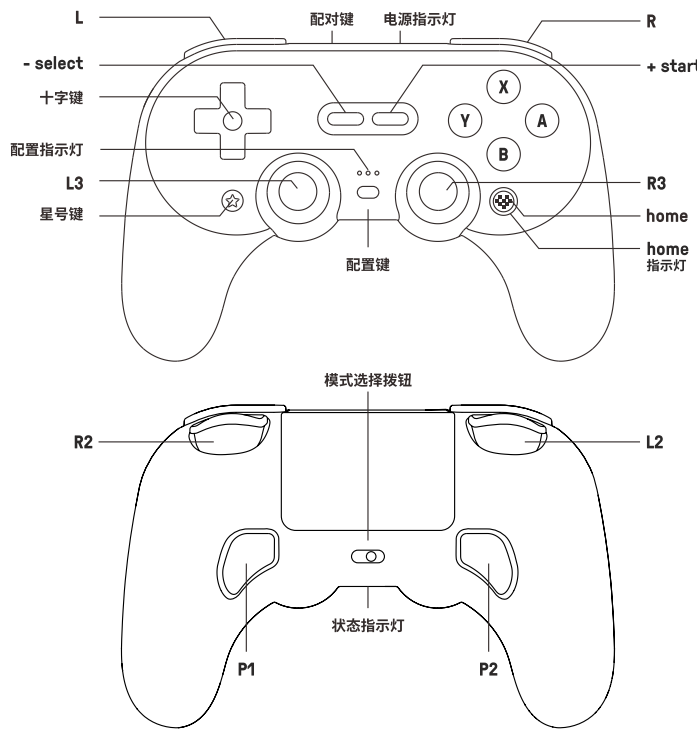 L
配对键
电源指示灯
R
- select
+ start
十字键
X
Y
A
B
配置指示灯
L3
R3
星号键
home
home
指示灯
配置键
模式选择拨钮
R2
L2
状态指示灯
P1
P2